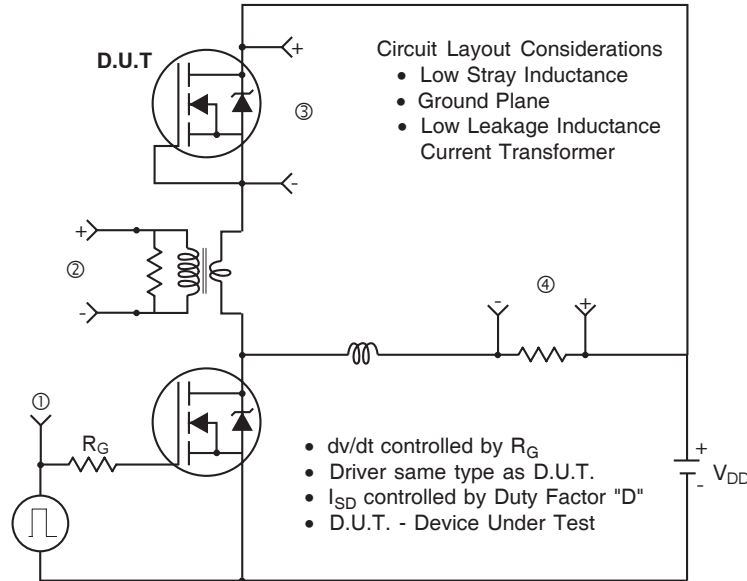 D.U.T
+
③
-
Circuit Layout Considerations
• Low Stray Inductance
• Ground Plane
• Low Leakage Inductance
Current Transformer
+
②
-
④
-
+
①
R_G
• dv/dt controlled by R_G
• Driver same type as D.U.T.
• I_SD controlled by Duty Factor "D"
• D.U.T. - Device Under Test
+
V_DD
-